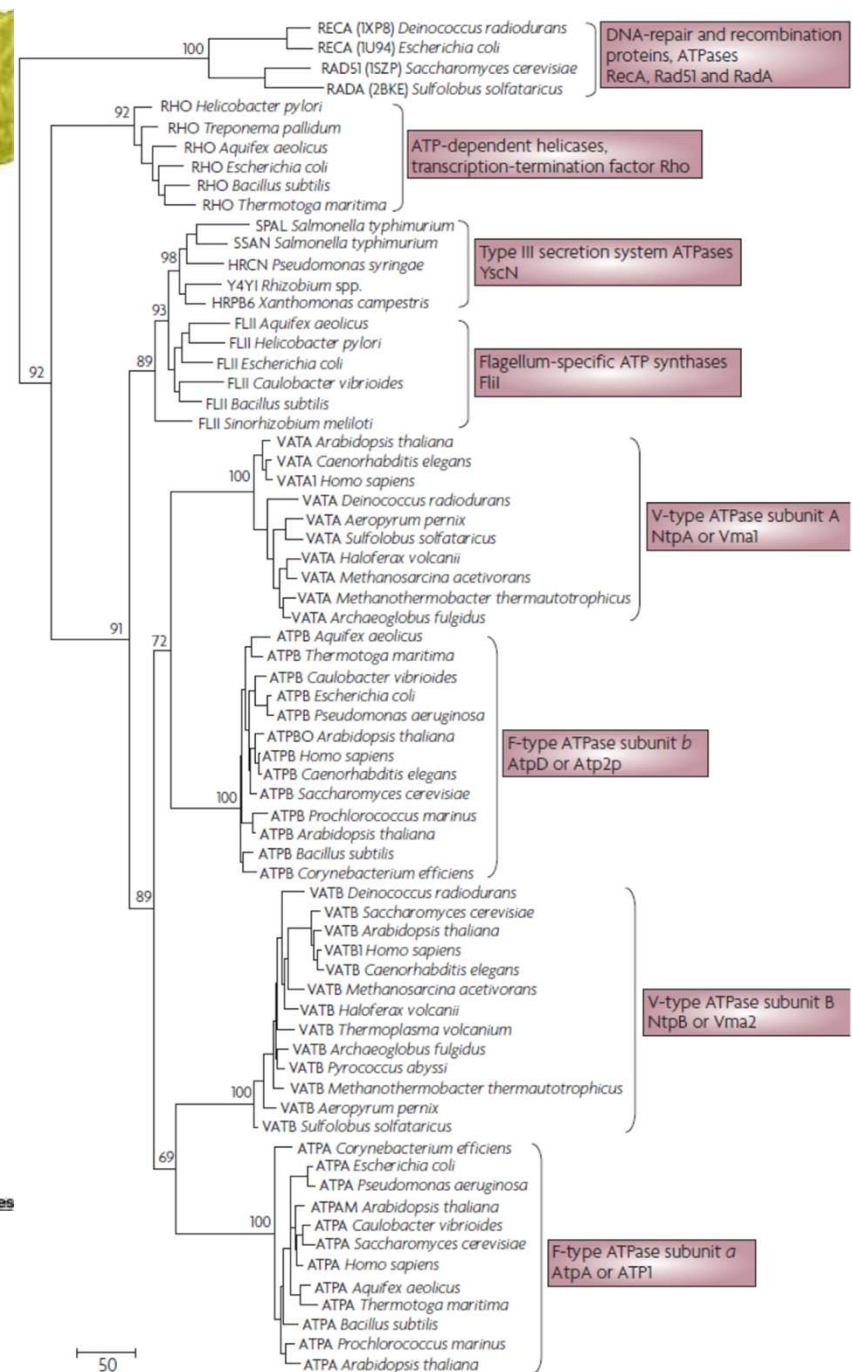 RECA (1XP8) Deinococcus radiodurans
RECA (1U94) Escherichia coli
RAD51 (1SZP) Saccharomyces cerevisiae
RADA (2BKE) Sulfolobus solfataricus
100
DNA-repair and recombination
proteins, ATPases
RecA, Rad51 and RadA
92
RHO Helicobacter pylori
RHO Treponema pallidum
RHO Aquifex aeolicus
RHO Escherichia coli
RHO Bacillus subtilis
RHO Thermotoga maritima
92
ATP-dependent helicases,
transcription-termination factor Rho
SPAL Salmonella typhimurium
SSAN Salmonella typhimurium
HRCN Pseudomonas syringae
Y4YI Rhizobium spp.
HRPB6 Xanthomonas campestris
98
93
Type III secretion system ATPases
YscN
FLII Aquifex aeolicus
FLII Helicobacter pylori
FLII Escherichia coli
FLII Caulobacter vibrioides
FLII Bacillus subtilis
FLII Sinorhizobium meliloti
89
Flagellum-specific ATP synthases
FliI
VATA Arabidopsis thaliana
VATA Caenorhabditis elegans
VATA1 Homo sapiens
VATA Deinococcus radiodurans
VATA Aeropyrum pernix
VATA Sulfolobus solfataricus
VATA Haloferax volcanii
VATA Methanosarcina acetivorans
VATA Methanothermobacter thermautotrophicus
VATA Archaeoglobus fulgidus
100
V-type ATPase subunit A
NtpA or Vma1
91
72
ATPB Aquifex aeolicus
ATPB Thermotoga maritima
ATPB Caulobacter vibrioides
ATPB Escherichia coli
ATPB Pseudomonas aeruginosa
ATPBO Arabidopsis thaliana
ATPB Homo sapiens
ATPB Caenorhabditis elegans
ATPB Saccharomyces cerevisiae
ATPB Prochlorococcus marinus
ATPB Arabidopsis thaliana
ATPB Bacillus subtilis
ATPB Corynebacterium efficiens
100
F-type ATPase subunit b
AtpD or Atp2p
89
VATB Deinococcus radiodurans
VATB Saccharomyces cerevisiae
VATB Arabidopsis thaliana
VATB1 Homo sapiens
VATB Caenorhabditis elegans
VATB Methanosarcina acetivorans
VATB Haloferax volcanii
VATB Thermoplasma volcanium
VATB Archaeoglobus fulgidus
VATB Pyrococcus abyssi
VATB Methanothermobacter thermautotrophicus
VATB Aeropyrum pernix
VATB Sulfolobus solfataricus
100
V-type ATPase subunit B
NtpB or Vma2
69
ATPA Corynebacterium efficiens
ATPA Escherichia coli
ATPA Pseudomonas aeruginosa
ATPAM Arabidopsis thaliana
ATPA Caulobacter vibrioides
ATPA Saccharomyces cerevisiae
ATPA Homo sapiens
ATPA Aquifex aeolicus
ATPA Thermotoga maritima
ATPA Bacillus subtilis
ATPA Prochlorococcus marinus
ATPA Arabidopsis thaliana
100
F-type ATPase subunit a
AtpA or ATP1
es
50